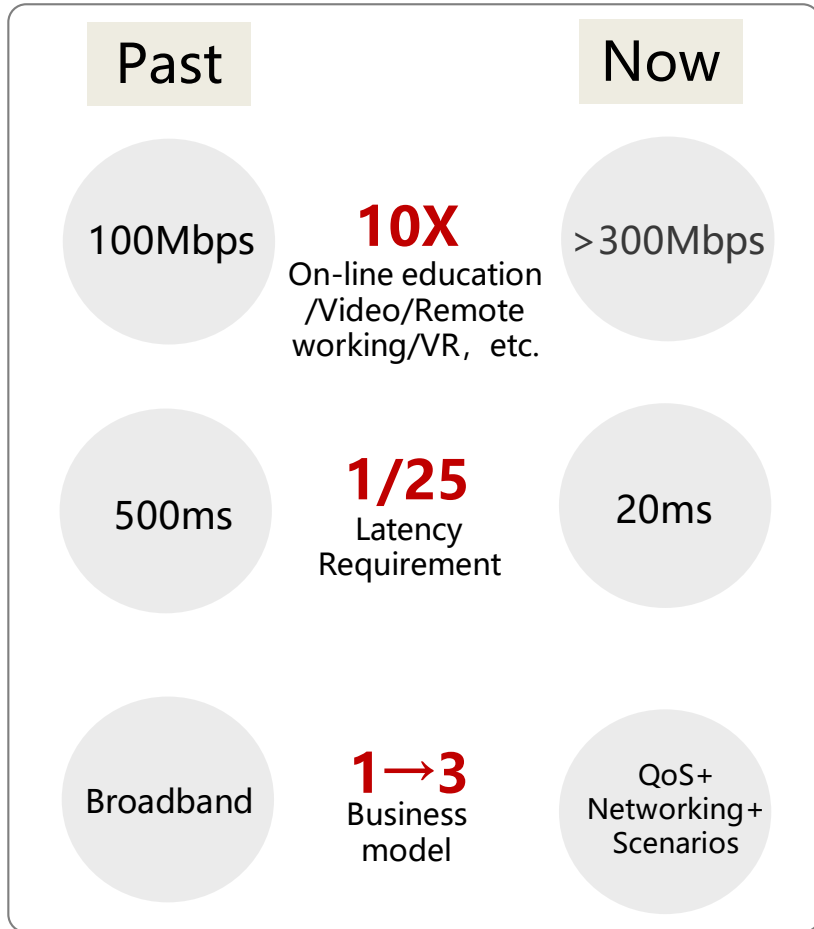 Past
Now
100Mbps
10X
On-line education
/Video/Remote
working/VR, etc.
>300Mbps
500ms
1/25
Latency
Requirement
20ms
Broadband
1→3
Business
model
QoS+
Networking+
Scenarios